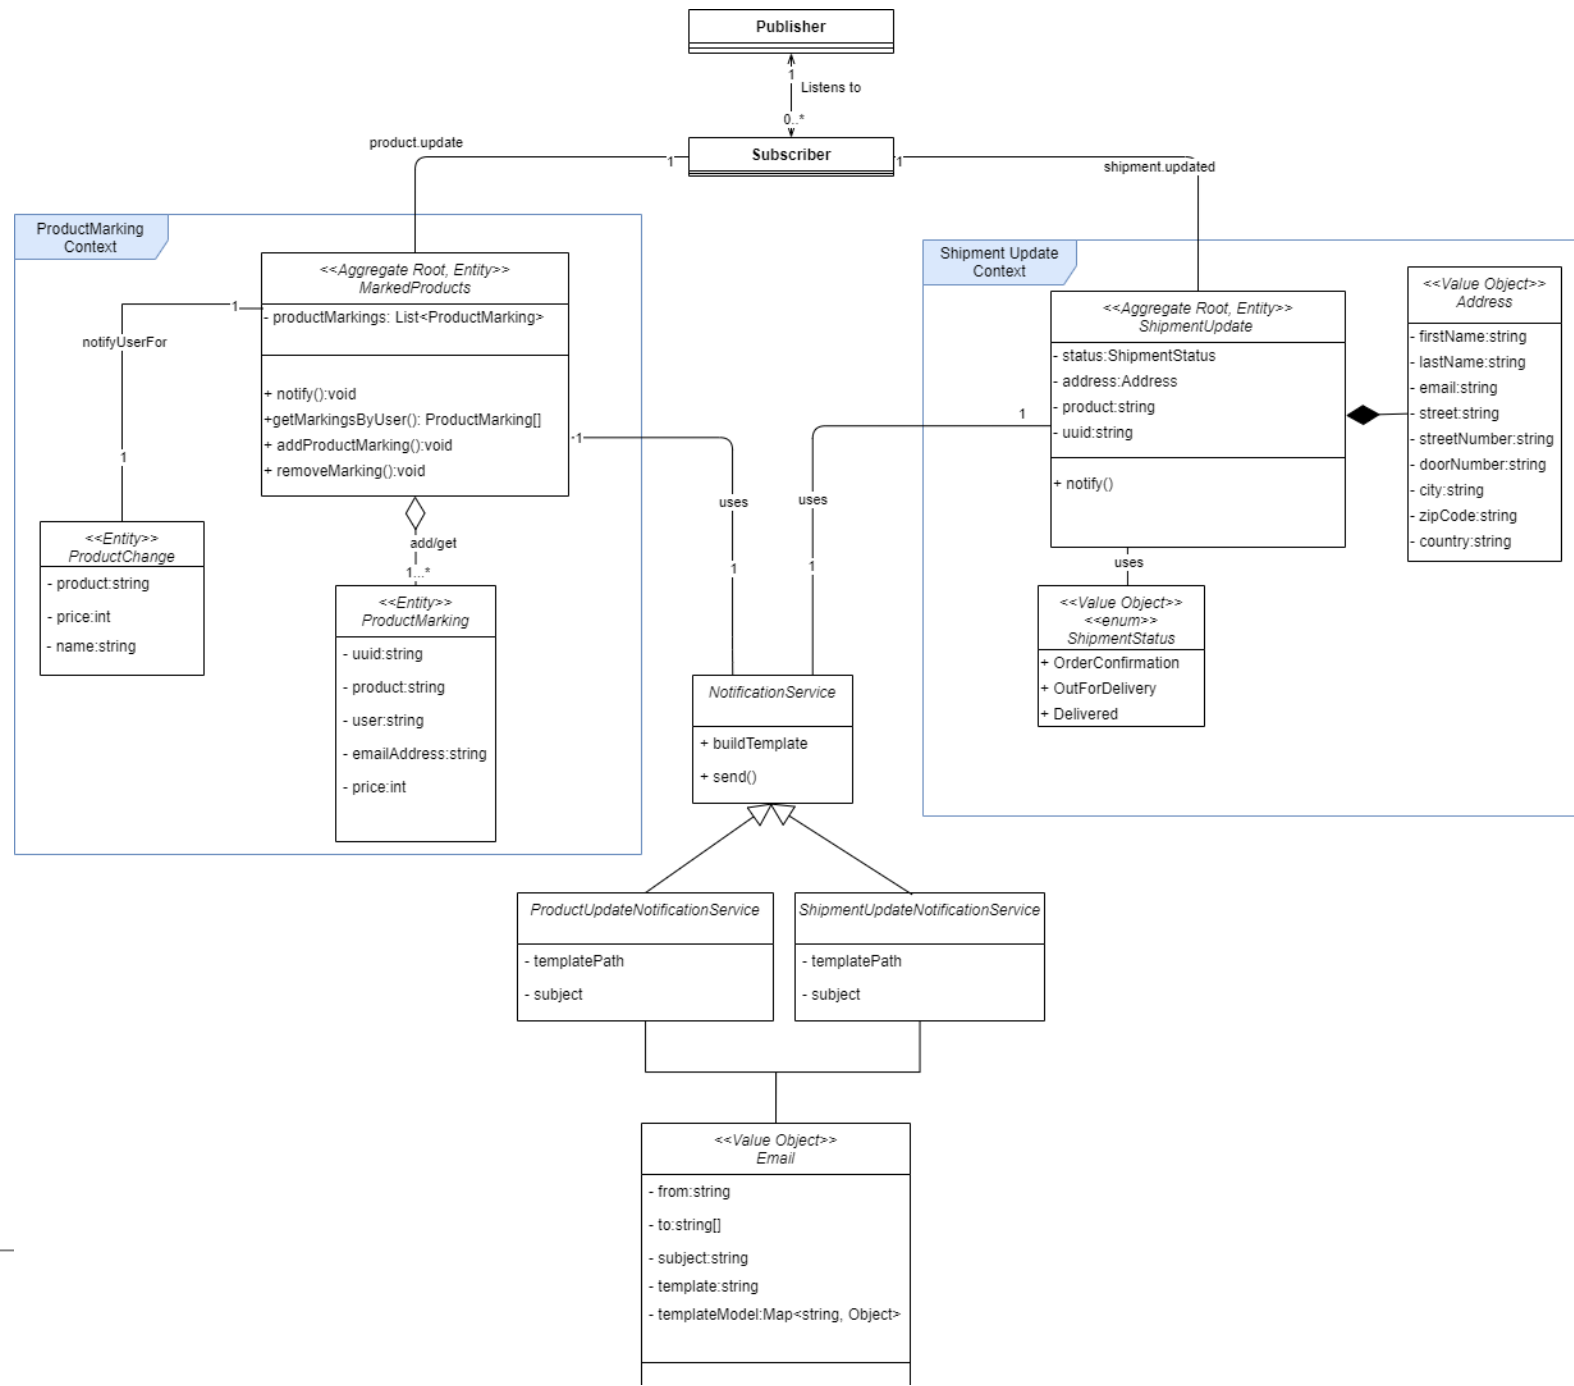 Publisher
1
Listens to
0..*
product.update
1
Subscriber
1
shipment.updated
ProductMarking
Context
<<Aggregate Root, Entity>>
MarkedProducts
- productMarkings: List<ProductMarking>
+ notify():void
+getMarkingsByUser(): ProductMarking[]
+ addProductMarking():void
+ removeMarking():void
1
notifyUserFor
1
<<Entity>>
ProductChange
- product:string
- price:int
- name:string
add/get
1...*
<<Entity>>
ProductMarking
- uuid:string
- product:string
- user:string
- emailAddress:string
- price:int
1
uses
1
1
uses
1
Shipment Update
Context
<<Aggregate Root, Entity>>
ShipmentUpdate
- status:ShipmentStatus
- address:Address
- product:string
- uuid:string
+ notify()
<<Value Object>>
Address
- firstName:string
- lastName:string
- email:string
- street:string
- streetNumber:string
- doorNumber:string
- city:string
- zipCode:string
- country:string
uses
<<Value Object>>
<<enum>>
ShipmentStatus
+ OrderConfirmation
+ OutForDelivery
+ Delivered
NotificationService
+ buildTemplate
+ send()
ProductUpdateNotificationService
- templatePath
- subject
ShipmentUpdateNotificationService
- templatePath
- subject
<<Value Object>>
Email
- from:string
- to:string[]
- subject:string
- template:string
- templateModel:Map<string, Object>